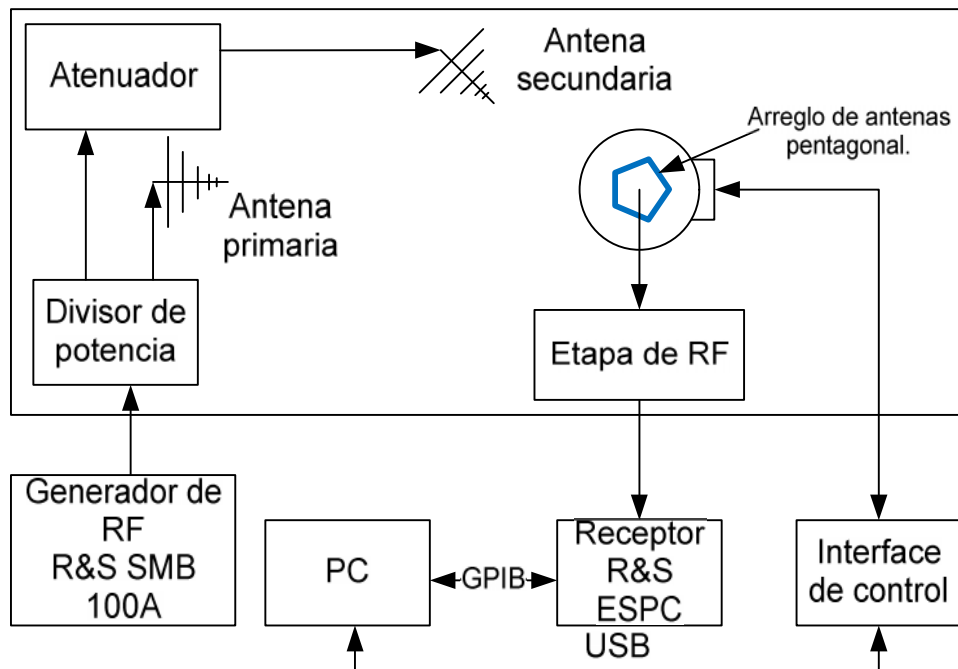 Atenuador
Antena
secundaria
Arreglo de antenas
pentagonal.
Antena
primaria
Divisor de
potencia
Etapa de RF
Generador de
RF
R&S SMB
100A
PC
GPIB
Receptor
R&S
ESPC
USB
Interface
de control